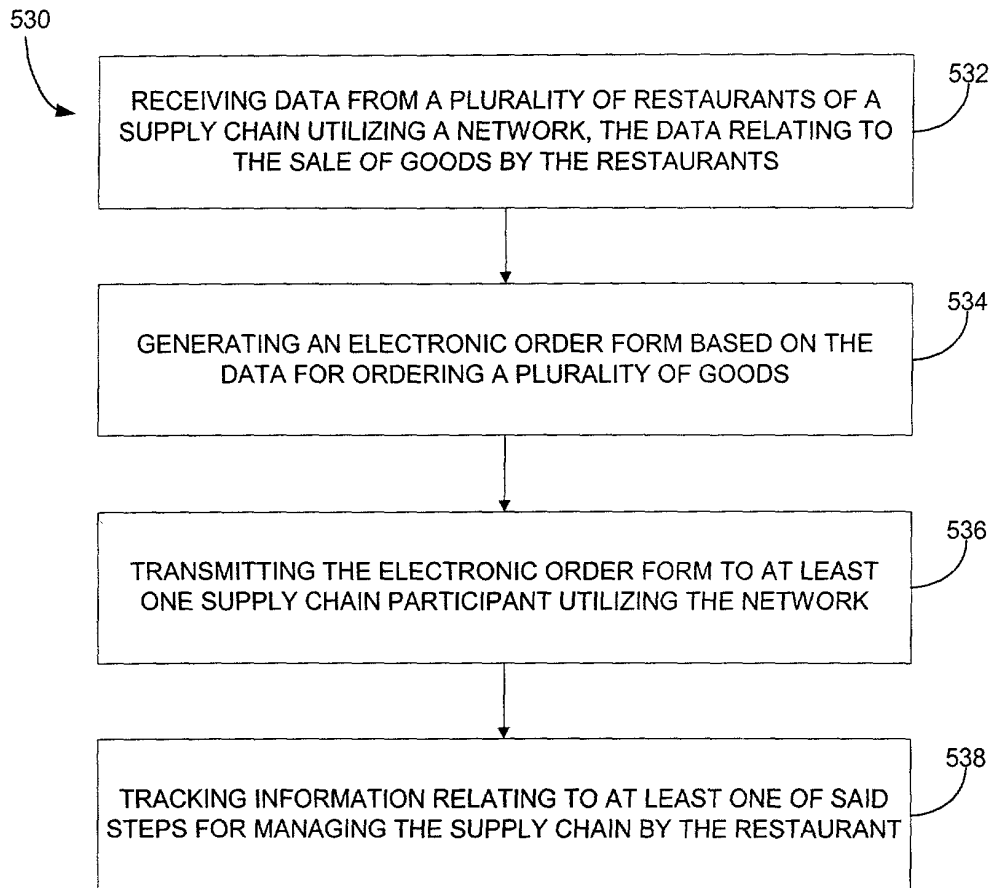 530
532
RECEIVING DATA FROM A PLURALITY OF RESTAURANTS OF A
SUPPLY CHAIN UTILIZING A NETWORK, THE DATA RELATING TO
THE SALE OF GOODS BY THE RESTAURANTS
534
GENERATING AN ELECTRONIC ORDER FORM BASED ON THE
DATA FOR ORDERING A PLURALITY OF GOODS
536
TRANSMITTING THE ELECTRONIC ORDER FORM TO AT LEAST
ONE SUPPLY CHAIN PARTICIPANT UTILIZING THE NETWORK
538
TRACKING INFORMATION RELATING TO AT LEAST ONE OF SAID
STEPS FOR MANAGING THE SUPPLY CHAIN BY THE RESTAURANT